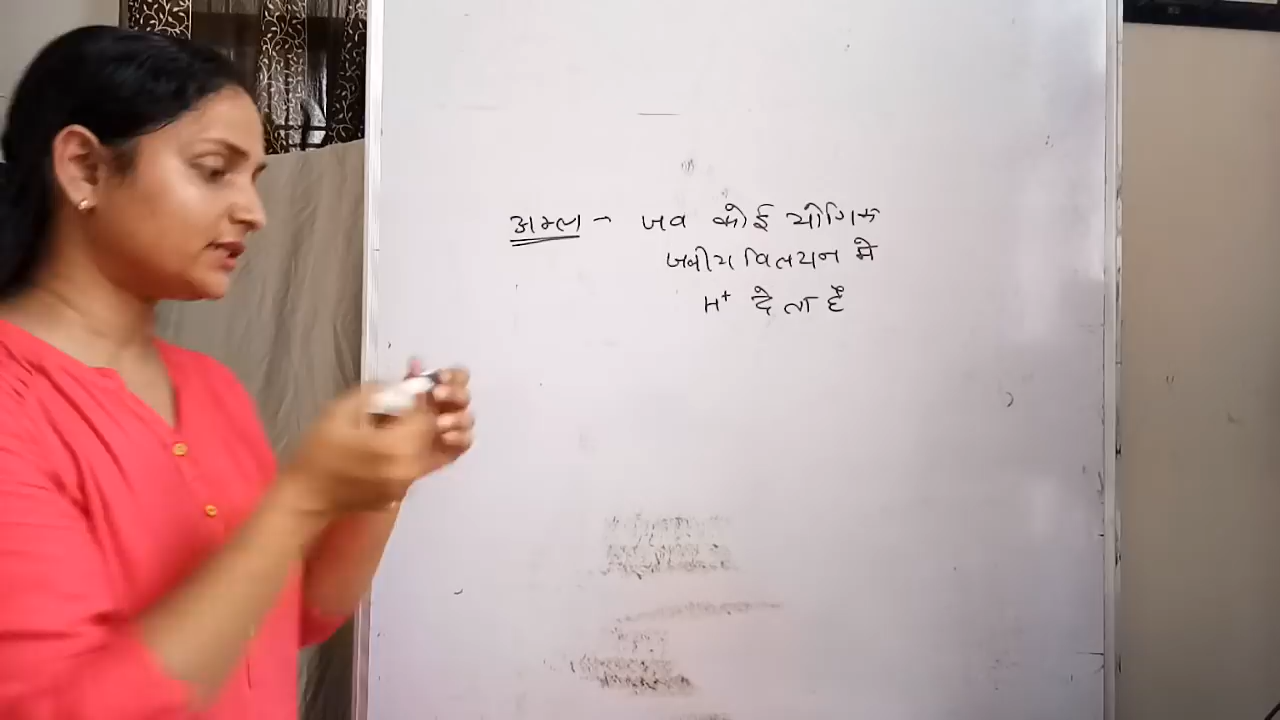 अम्ल - जब कोई यौगिक
जलीय विलयन मे
H⁺ देता है